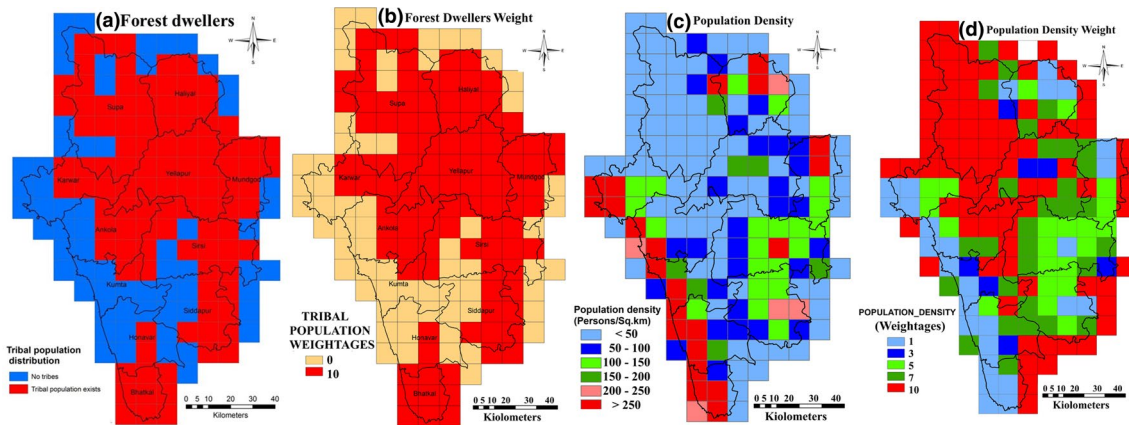 (a) Forest dwellers
N
W E
S
Supa
Haliyal
Karwar
Yellapur
Mundgod
Ankola
Sirsi
Kumta
Siddapur
Honavar
Bhatkal
Tribal population
distribution
No tribes
Tribal population exists
0 5 10 20 30 40
Kilometers
(b) Forest Dwellers Weight
N
W E
S
Supa
Haliyal
Karwar
Yellapur
Mundgod
Ankola
Sirsi
Kumta
Siddapur
Honavar
Bhatkal
TRIBAL
POPULATION
WEIGHTAGES
0
10
0 5 10 20 30 40
Kiolometers
(c) Population Density
N
W E
S
Population density
(Persons/Sq.km)
< 50
50 - 100
100 - 150
150 - 200
200 - 250
> 250
0 5 10 20 30 40
Kiolometers
(d) Population Density Weight
N
W E
S
POPULATION_DENSITY
(Weightages)
1
3
5
7
10
0 5 10 20 30 40
Kiolometers